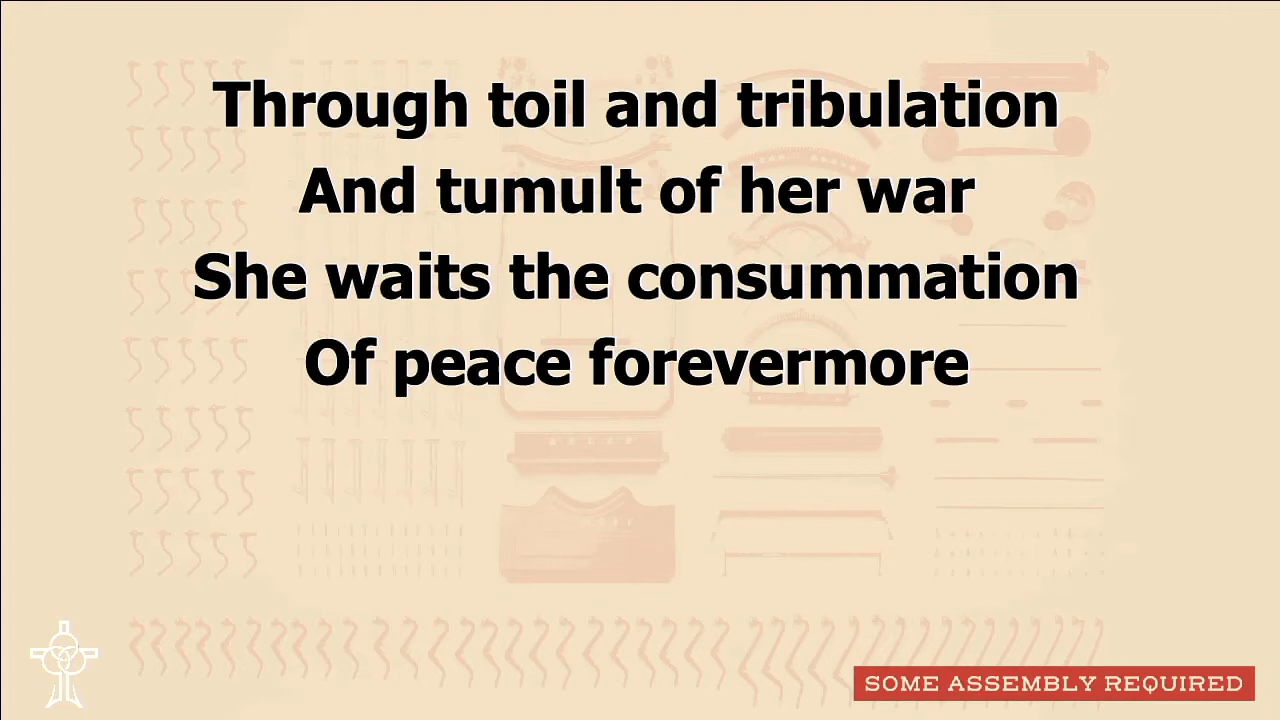 Through toil and tribulation
And tumult of her war
She waits the consummation
Of peace forevermore
SOME ASSEMBLY REQUIRED